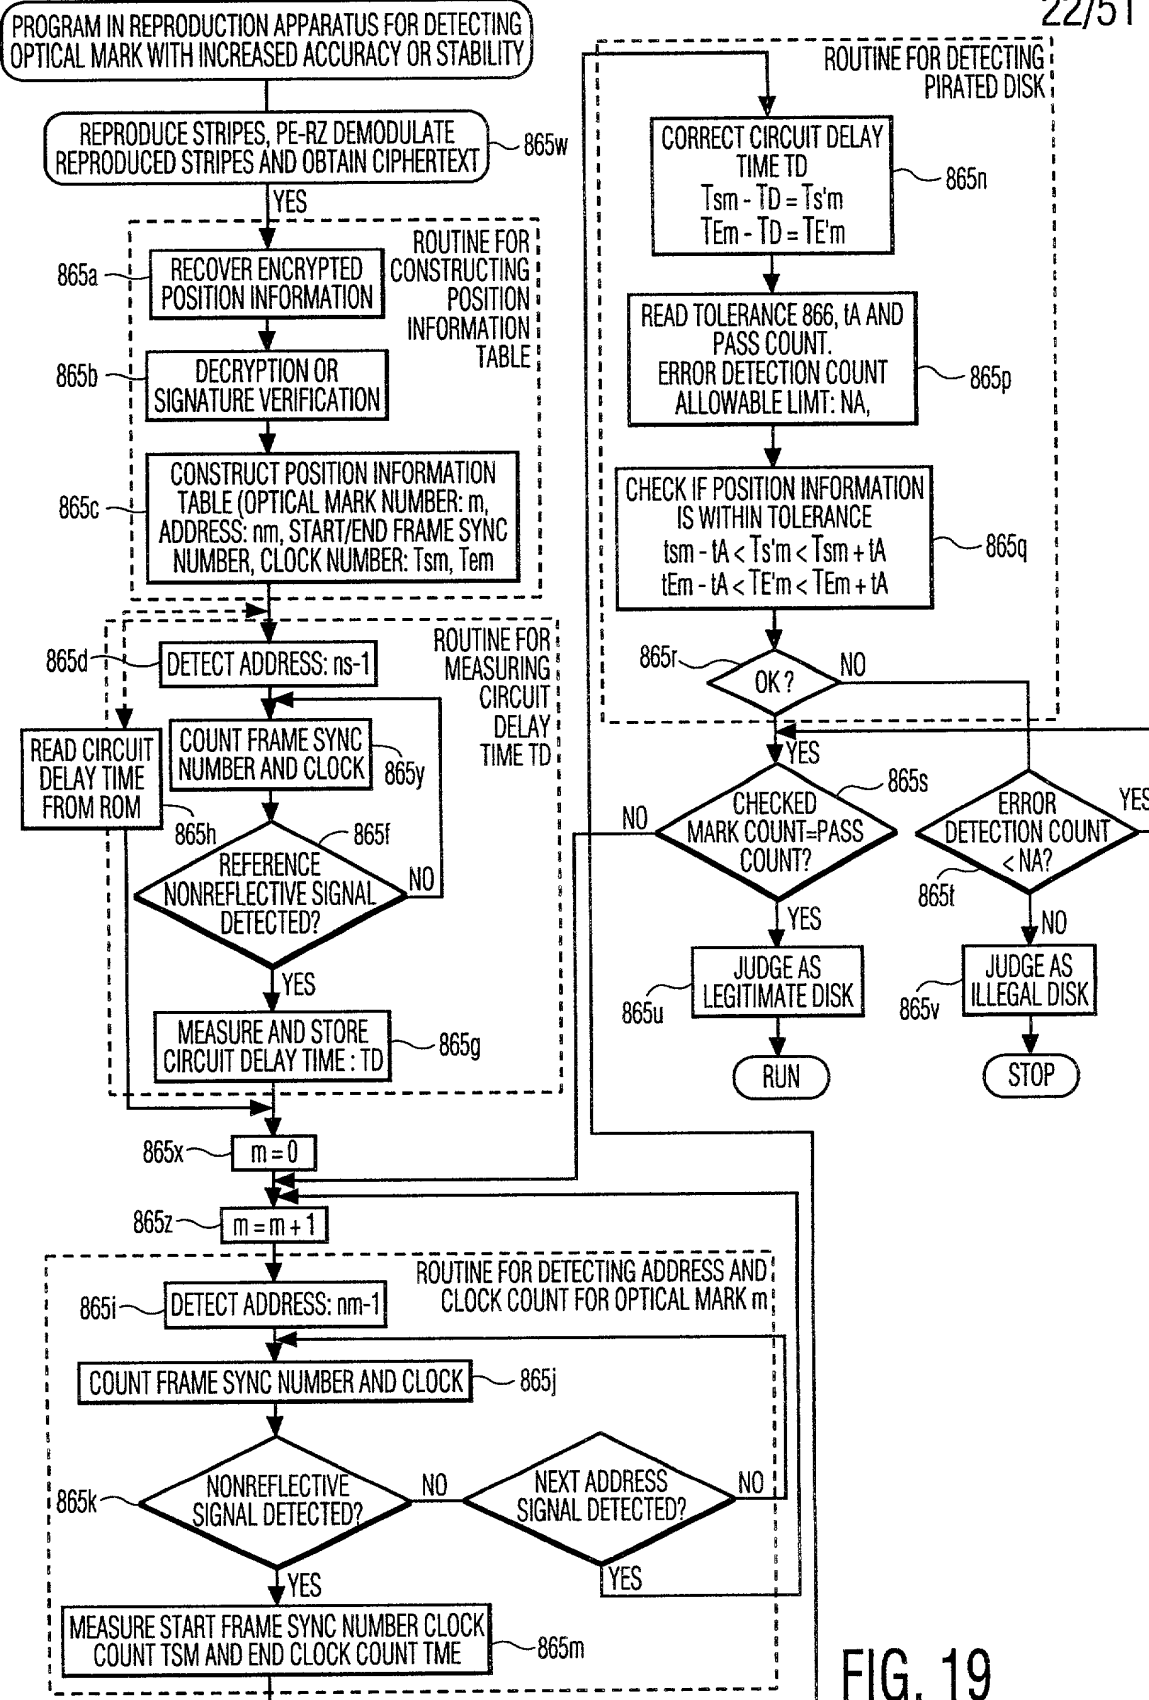 22/51
PROGRAM IN REPRODUCTION APPARATUS FOR DETECTING
OPTICAL MARK WITH INCREASED ACCURACY OR STABILITY
REPRODUCE STRIPES, PE-RZ DEMODULATE
REPRODUCED STRIPES AND OBTAIN CIPHERTEXT
865w
YES
ROUTINE FOR
CONSTRUCTING
POSITION
INFORMATION
TABLE
865a
RECOVER ENCRYPTED
POSITION INFORMATION
865b
DECRYPTION OR
SIGNATURE VERIFICATION
865c
CONSTRUCT POSITION INFORMATION
TABLE (OPTICAL MARK NUMBER: m,
ADDRESS: nm, START/END FRAME SYNC
NUMBER, CLOCK NUMBER: Tsm, Tem
ROUTINE FOR
MEASURING
CIRCUIT
DELAY
TIME TD
865d
DETECT ADDRESS: ns-1
COUNT FRAME SYNC
NUMBER AND CLOCK
865y
READ CIRCUIT
DELAY TIME
FROM ROM
865h
865f
REFERENCE
NONREFLECTIVE SIGNAL
DETECTED?
NO
YES
MEASURE AND STORE
CIRCUIT DELAY TIME : TD
865g
865x
m = 0
865z
m = m + 1
ROUTINE FOR DETECTING ADDRESS AND
CLOCK COUNT FOR OPTICAL MARK m
865i
DETECT ADDRESS: nm-1
COUNT FRAME SYNC NUMBER AND CLOCK
865j
865k
NONREFLECTIVE
SIGNAL DETECTED?
NO
NEXT ADDRESS
SIGNAL DETECTED?
NO
YES
YES
MEASURE START FRAME SYNC NUMBER CLOCK
COUNT TSM AND END CLOCK COUNT TME
865m
ROUTINE FOR DETECTING
PIRATED DISK
CORRECT CIRCUIT DELAY
TIME TD
Tsm - TD = Ts'm
TEm - TD = TE'm
865n
READ TOLERANCE 866, tA AND
PASS COUNT.
ERROR DETECTION COUNT
ALLOWABLE LIMT: NA,
865p
CHECK IF POSITION INFORMATION
IS WITHIN TOLERANCE
tsm - tA < Ts'm < Tsm + tA
tEm - tA < TE'm < TEm + tA
865q
865r
OK ?
NO
YES
865s
NO
CHECKED
MARK COUNT=PASS
COUNT?
YES
ERROR
DETECTION COUNT
< NA?
YES
865t
NO
JUDGE AS
LEGITIMATE DISK
865u
JUDGE AS
ILLEGAL DISK
865v
RUN
STOP
FIG. 19